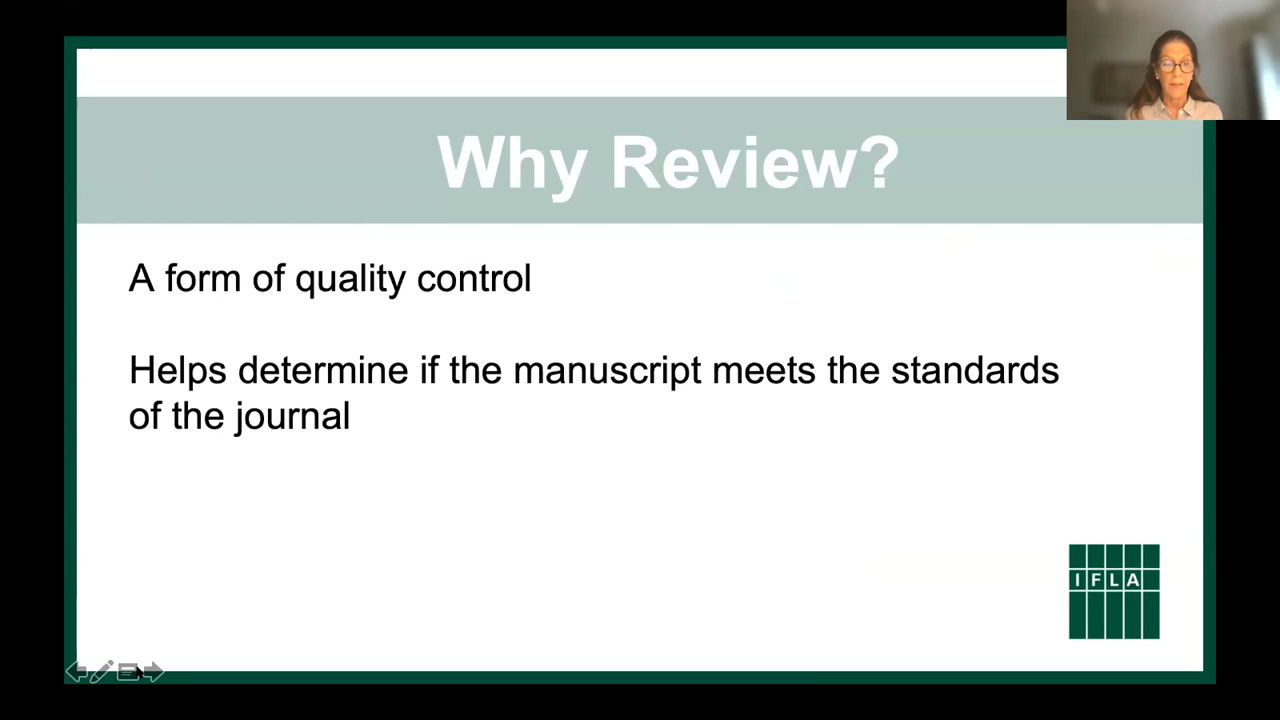 Why Review?
A form of quality control
Helps determine if the manuscript meets the standards
of the journal
IFLA